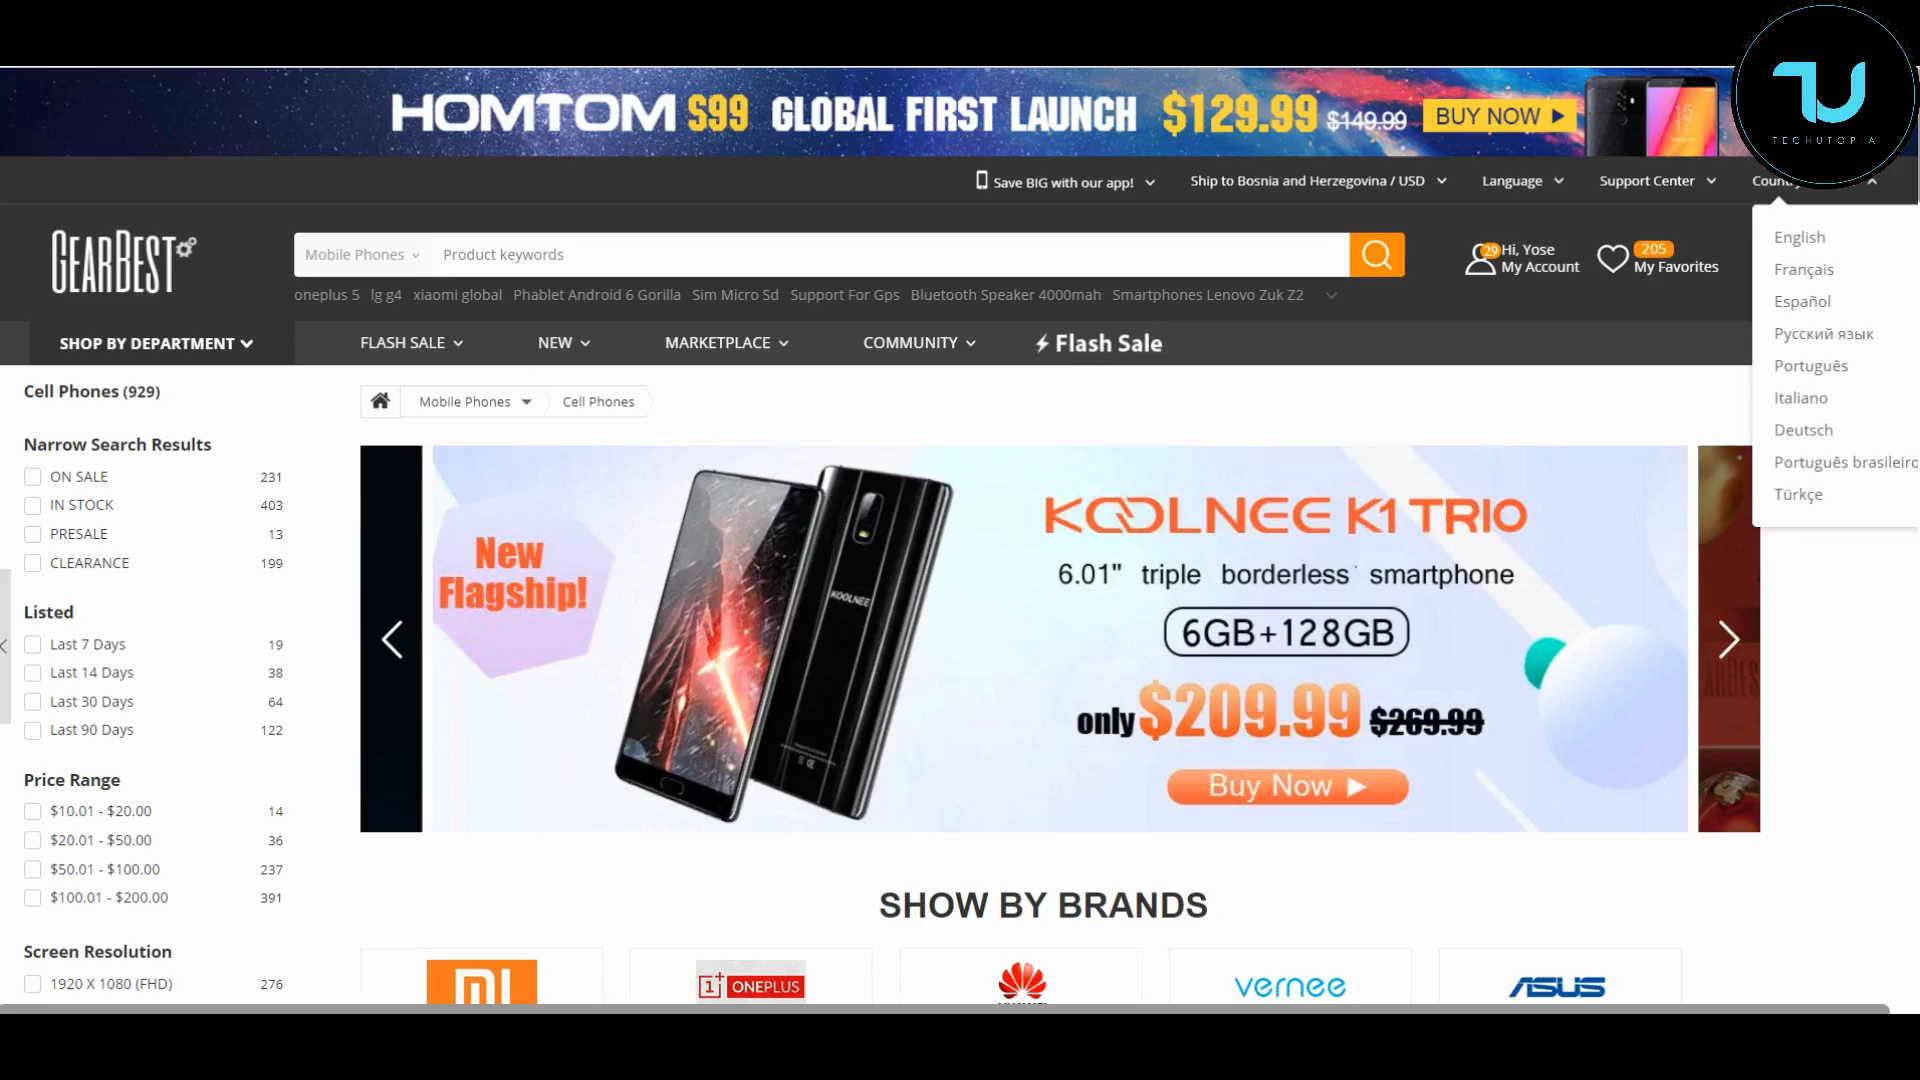 HOMTOM S99 GLOBAL FIRST LAUNCH $129.99 $149.99 BUY NOW
TU
TECHUTOPIA
Save BIG with our app! Ship to Bosnia and Herzegovina / USD Language Support Center
GEARBEST
Mobile Phones Product keywords
29 Hi, Yose
My Account
205
My Favorites
oneplus 5 lg g4 xiaomi global Phablet Android 6 Gorilla Sim Micro Sd Support For Gps Bluetooth Speaker 4000mah Smartphones Lenovo Zuk Z2
SHOP BY DEPARTMENT FLASH SALE NEW MARKETPLACE COMMUNITY Flash Sale
English
Français
Español
Русский язык
Português
Italiano
Deutsch
Português brasileiro
Türkçe
Cell Phones (929)
Narrow Search Results
ON SALE 231
IN STOCK 403
PRESALE 13
CLEARANCE 199
Listed
Last 7 Days 19
Last 14 Days 38
Last 30 Days 64
Last 90 Days 122
Price Range
$10.01 - $20.00 14
$20.01 - $50.00 36
$50.01 - $100.00 237
$100.01 - $200.00 391
Screen Resolution
1920 X 1080 (FHD) 276
Mobile Phones Cell Phones
New
Flagship!
KOOLNEE
KOOLNEE K1 TRIO
6.01" triple borderless smartphone
6GB+128GB
only $209.99 $269.99
Buy Now
SHOW BY BRANDS
MI
1+ ONEPLUS
vernee
ASUS